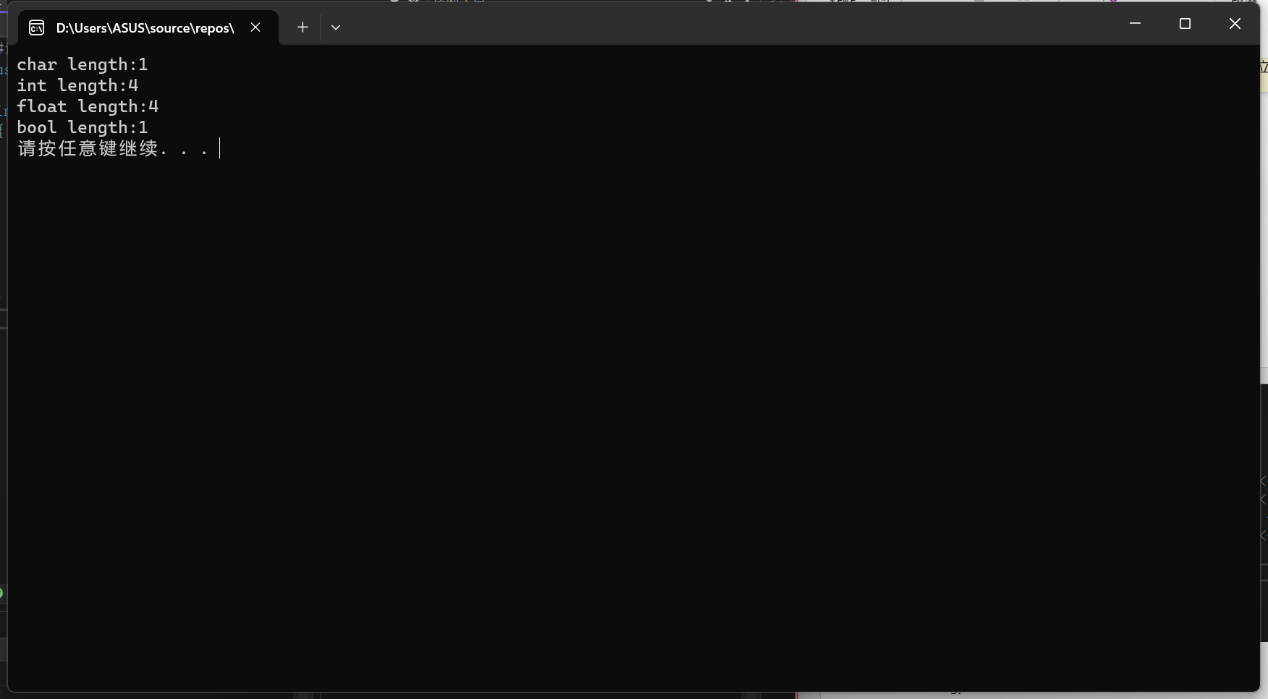 D:\Users\ASUS\source\repos\
char length:1
int length:4
float length:4
bool length:1
请按任意键继续. . .